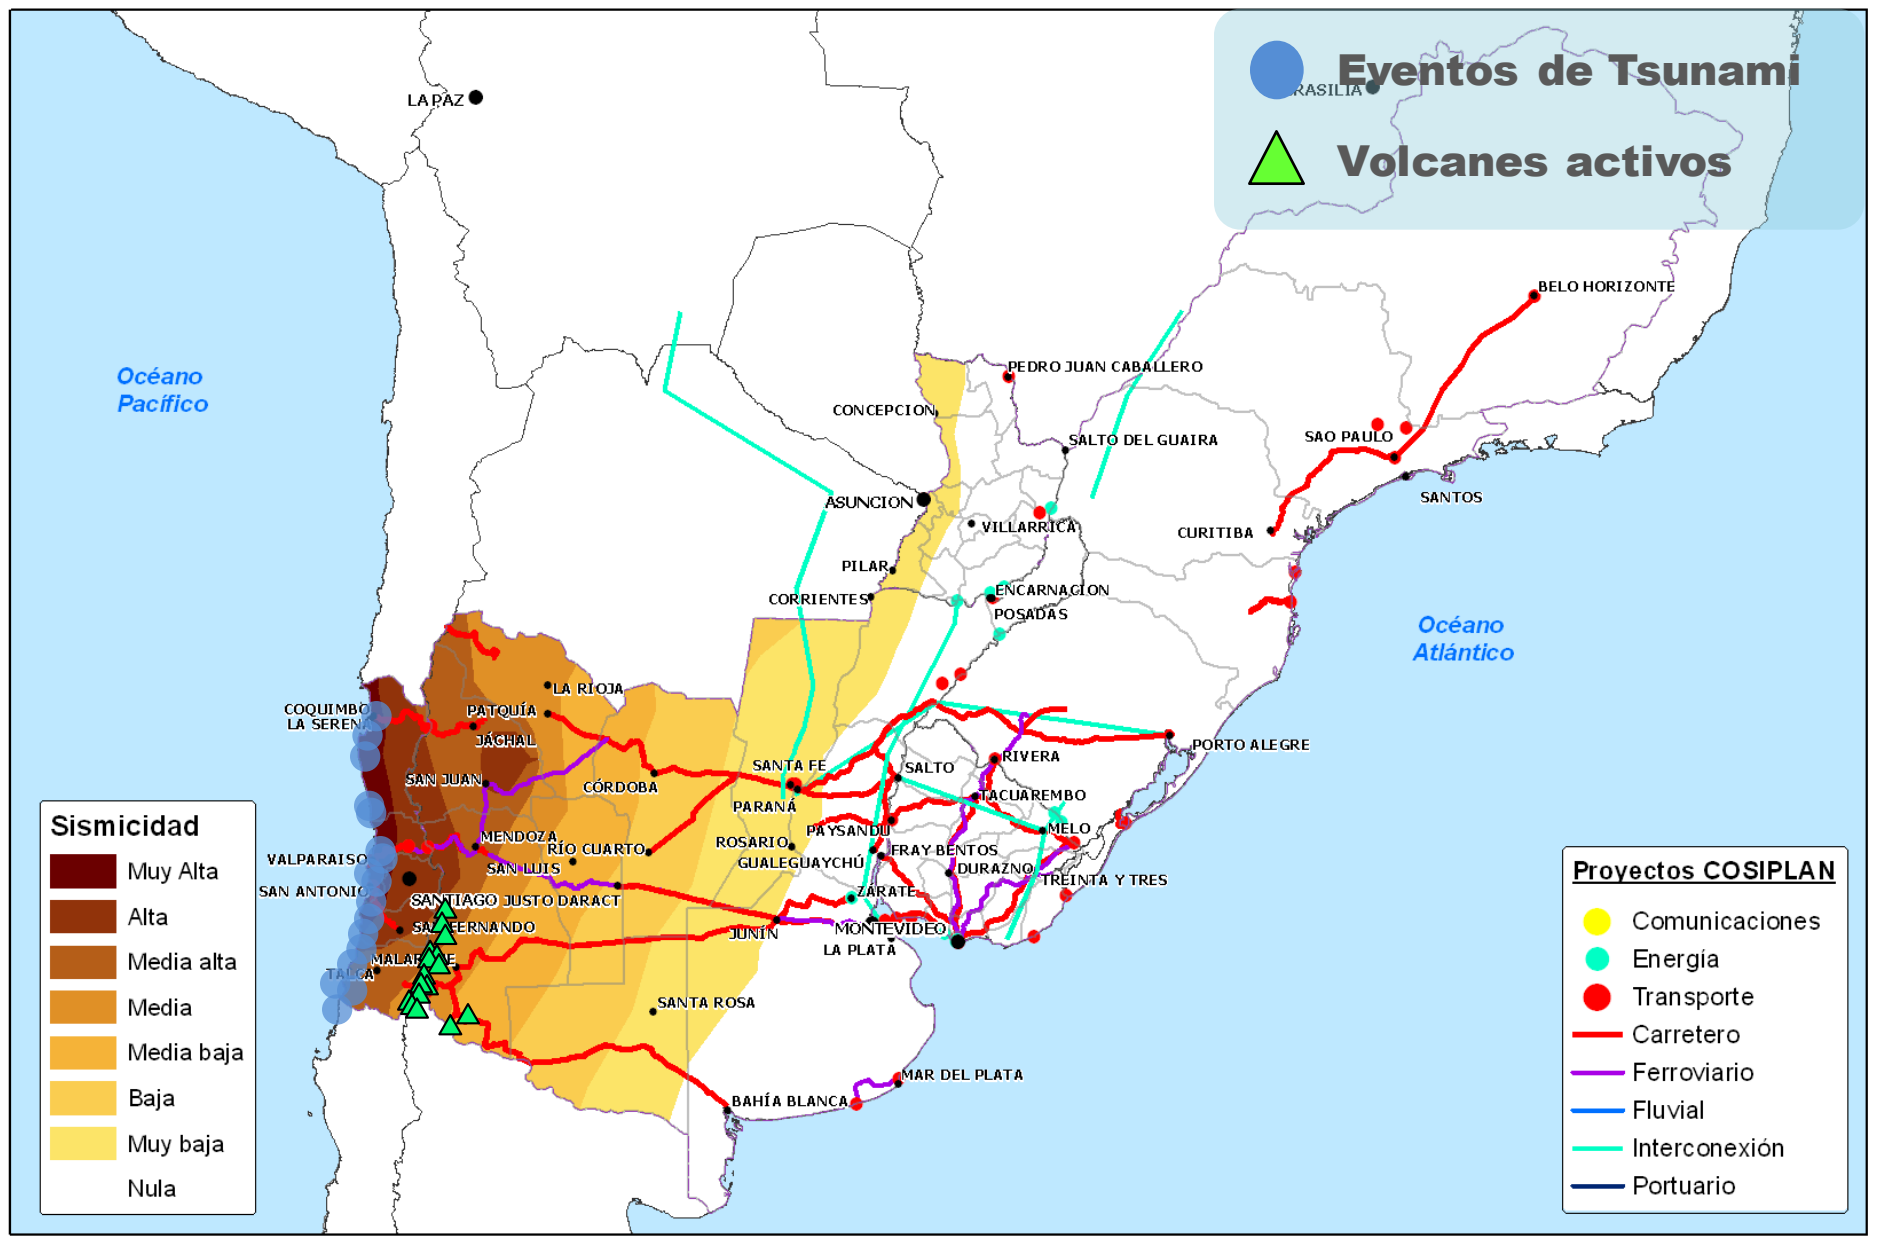 Eventos de Tsunami
RASILIA
Volcanes activos
LA PAZ
BELO HORIZONTE
Océano
Pacífico
PEDRO JUAN CABALLERO
CONCEPCION
SALTO DEL GUAIRA
SAO PAULO
SANTOS
ASUNCION
VILLARRICA
CURITIBA
PILAR
ENCARNACION
CORRIENTES
POSADAS
Océano
Atlántico
LA RIOJA
COQUIMBO
PATQUÍA
LA SERENA
JÁCHAL
PORTO ALEGRE
SANTA FE
RIVERA
SALTO
SAN JUAN
CÓRDOBA
TACUAREMBO
PARANÁ
PAYSANDU
MELO
MENDOZA
RÍO CUARTO
ROSARIO
FRAY BENTOS
VALPARAISO
GUALEGUAYCHÚ
SAN LUIS
DURAZNO
TREINTA Y TRES
SAN ANTONIO
ZÁRATE
SANTIAGO
JUSTO DARACT
SAN FERNANDO
JUNÍN
MONTEVIDEO
LA PLATA
MALARGUE
TALCA
SANTA ROSA
MAR DEL PLATA
BAHÍA BLANCA
Sismicidad
Muy Alta
Alta
Media alta
Media
Media baja
Baja
Muy baja
Nula
Proyectos COSIPLAN
Comunicaciones
Energía
Transporte
Carretero
Ferroviario
Fluvial
Interconexión
Portuario